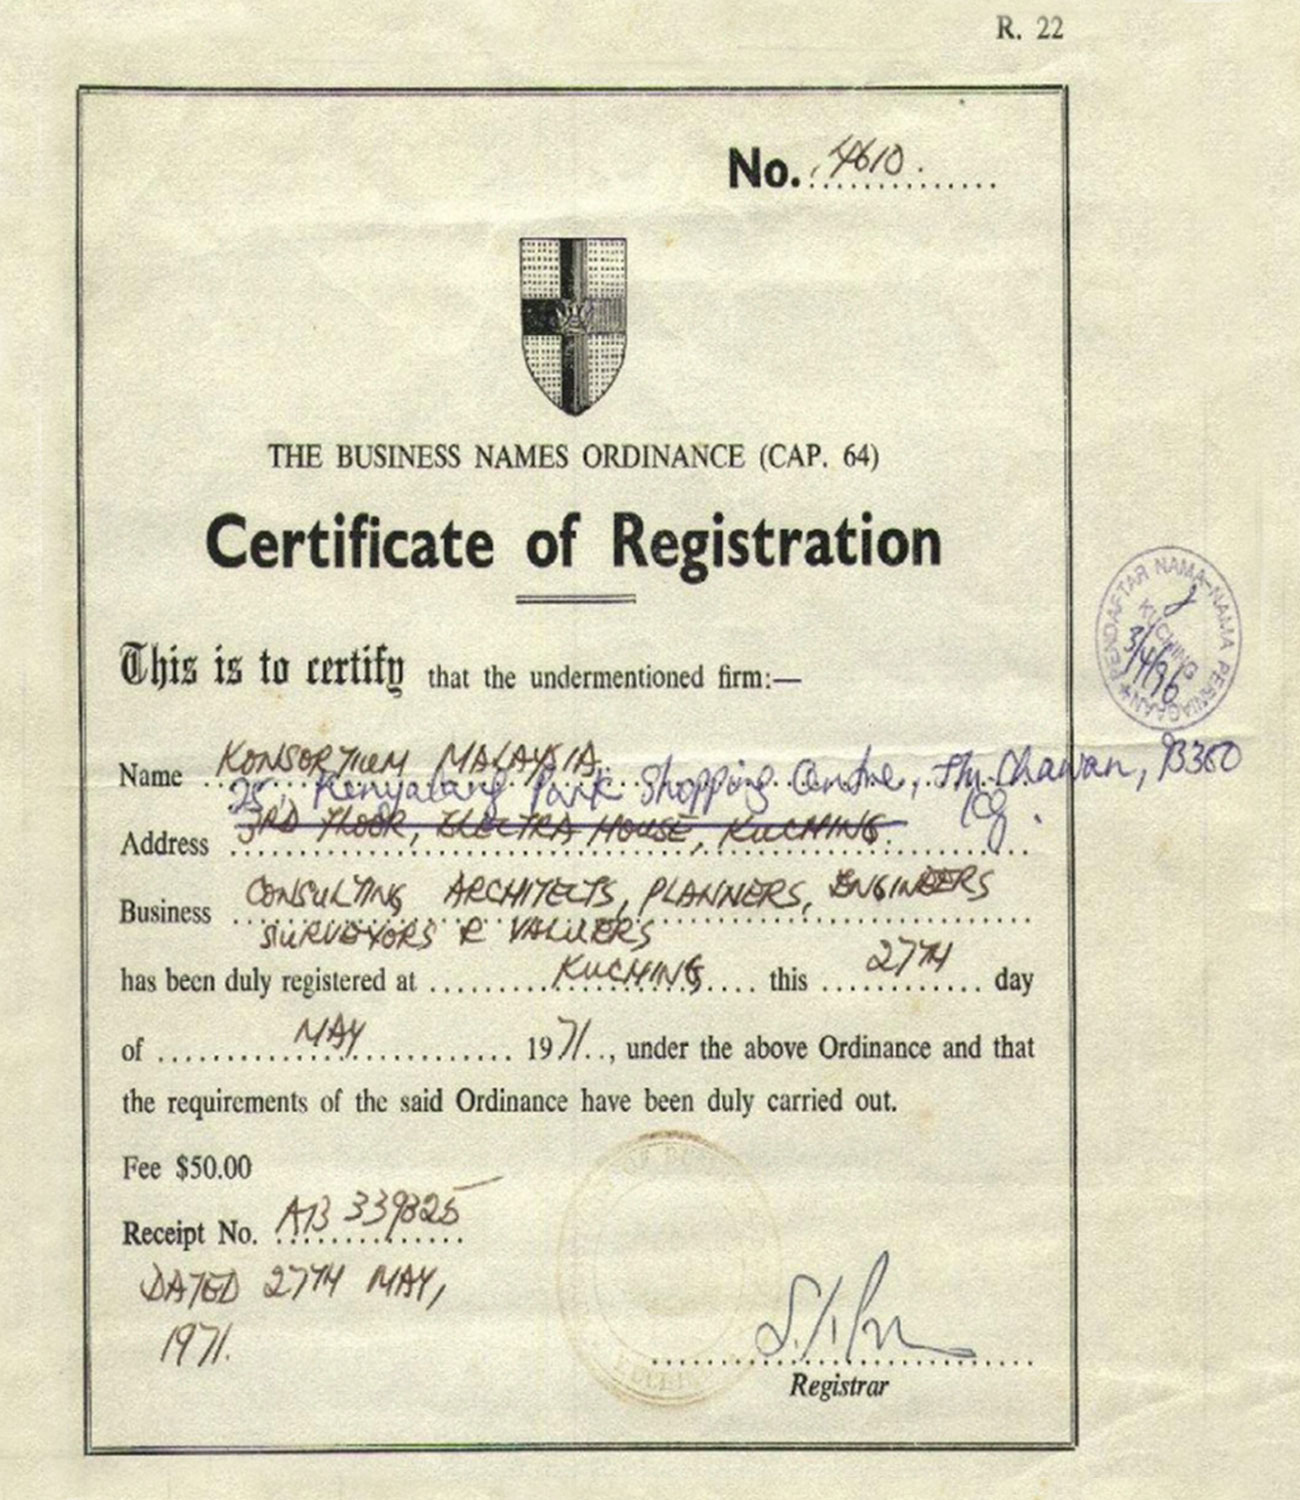 R. 22
No. 4610.
THE BUSINESS NAMES ORDINANCE (CAP. 64)
Certificate of Registration
This is to certify that the undermentioned firm:—
PENDAFTAR NAMA-NAMA PERNIAGAAN
KUCHING
3/4/96
Name KONSORTIUM MALAYSIA.
25, Kenyalang Park Shopping Centre, Chawan, 93300
Address 3RD FLOOR, ELECTRA HOUSE, KUCHING.
Business CONSULTING ARCHITECTS, PLANNERS, ENGINEERS
SURVEYORS & VALUERS
has been duly registered at KUCHING this 27TH day
of MAY 1971, under the above Ordinance and that
the requirements of the said Ordinance have been duly carried out.
Fee $50.00
Receipt No. AB 339825
DATED 27TH MAY,
1971.
Registrar